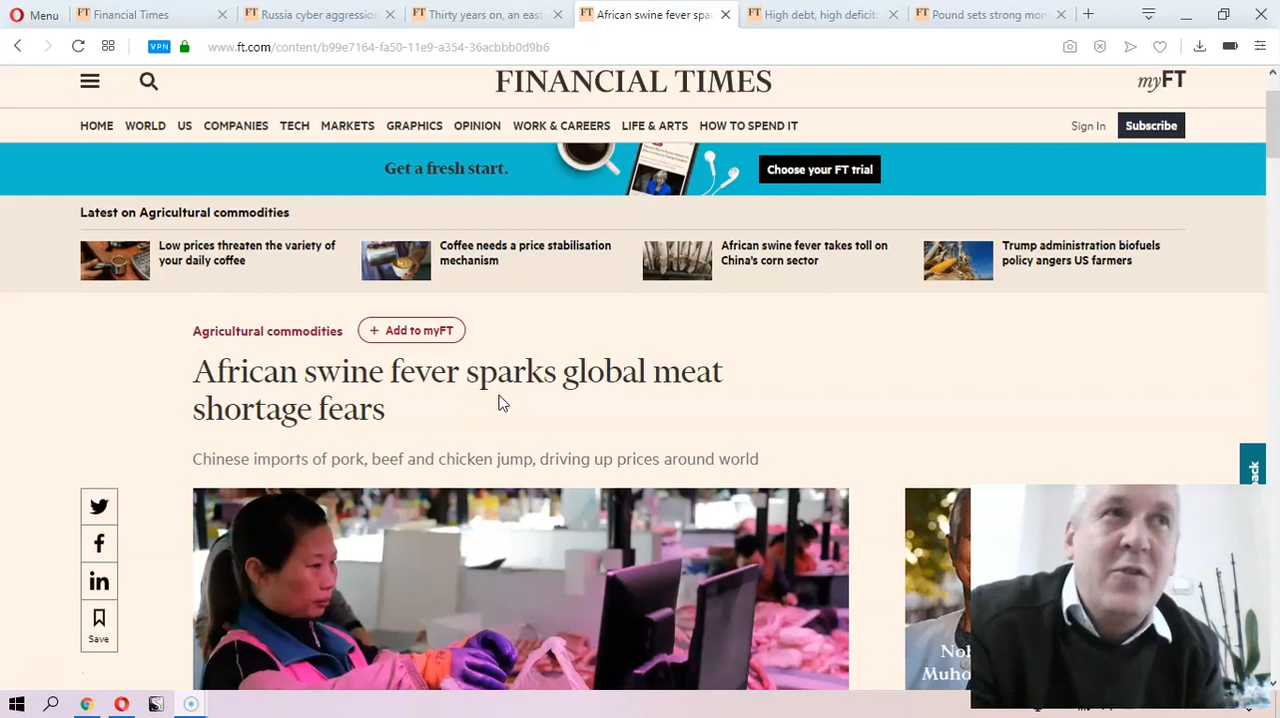 Menu
Financial Times
Russia cyber aggression
Thirty years on, an east
African swine fever spa
High debt, high deficit
Pound sets strong mon
VPN
www.ft.com/content/b99e7164-fa50-11e9-a354-36acbbb0d9b6
FINANCIAL TIMES
myFT
HOME WORLD US COMPANIES TECH MARKETS GRAPHICS OPINION WORK & CAREERS LIFE & ARTS HOW TO SPEND IT
Sign In Subscribe
Get a fresh start.
Choose your FT trial
Latest on Agricultural commodities
Low prices threaten the variety of
your daily coffee
Coffee needs a price stabilisation
mechanism
African swine fever takes toll on
China's corn sector
Trump administration biofuels
policy angers US farmers
Agricultural commodities
+ Add to myFT
African swine fever sparks global meat
shortage fears
Chinese imports of pork, beef and chicken jump, driving up prices around world
Save